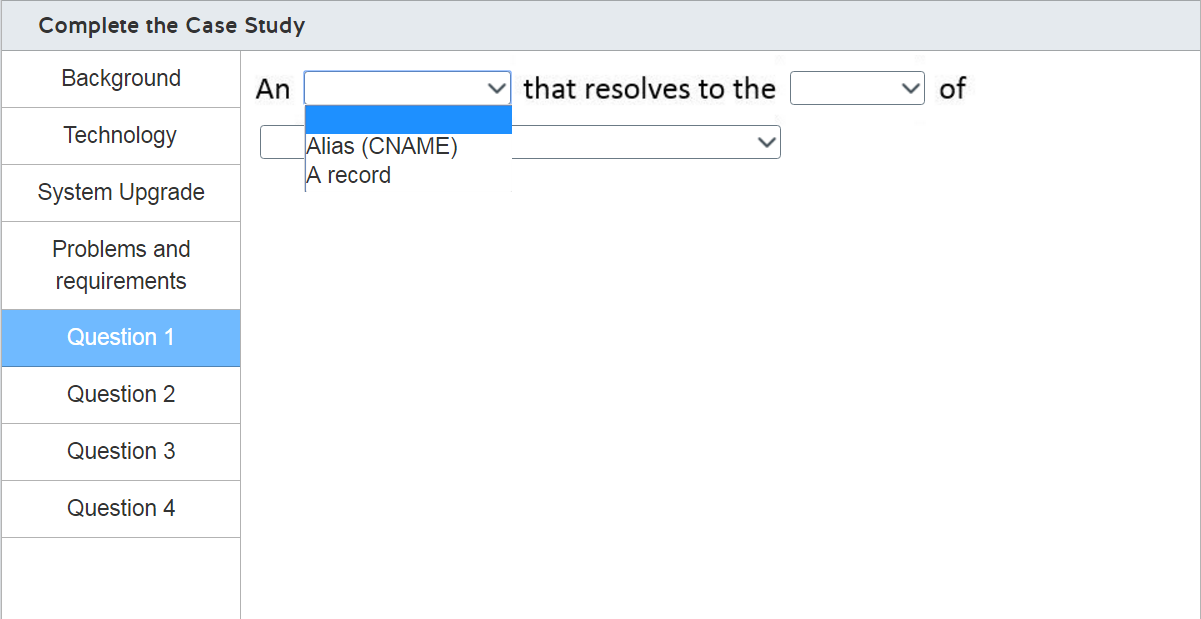 Complete the Case Study
Background
Technology
System Upgrade
Problems and
requirements
Question 1
Question 2
Question 3
Question 4
An that resolves to the of
Alias (CNAME)
A record